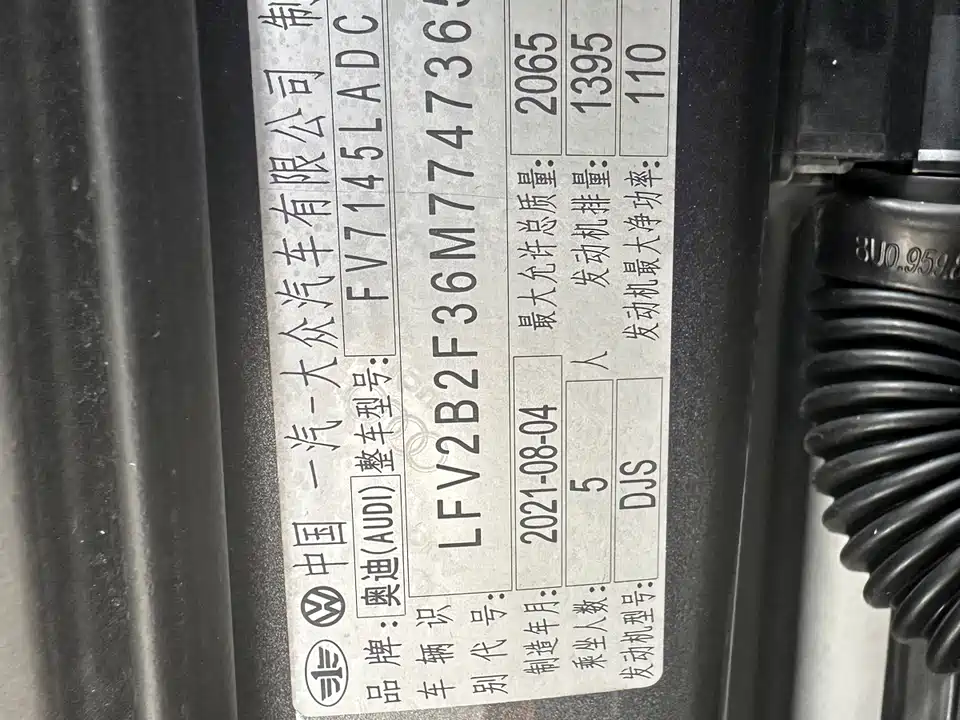 中国 一汽-大众汽车有限公司 制
品牌:奥迪(AUDI) 整车型号: FV7145LADC
车辆识别代号: LFV2B2F36M7747365
制造年月: 2021-08-04 最大允许总质量: 2065
乘坐人数: 5 人 发动机排量: 1395
发动机型号: DJS 发动机最大净功率: 110
8U0.959.8